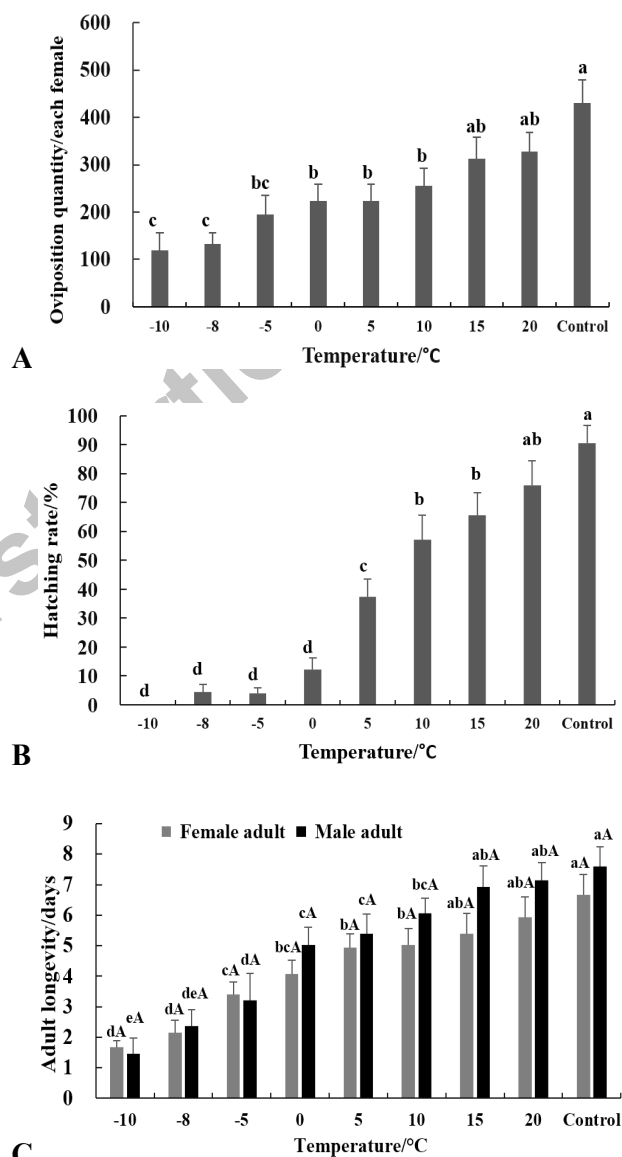 600
500
400
300
200
100
0
Oviposition quantity/each female
c c bc b b b ab ab a
-10 -8 -5 0 5 10 15 20 Control
Temperature/°C
A
100
90
80
70
60
50
40
30
20
10
0
Hatching rate/%
d d d d c b b ab a
-10 -8 -5 0 5 10 15 20 Control
Temperature/°C
B
9
8
7
6
5
4
3
2
1
0
Adult longevity/days
Female adult Male adult
dA eA dA deA cA dA bcA cA bA cA bA bcA abA abA abA abA aA aA
-10 -8 -5 0 5 10 15 20 Control
Temperature/°C
C